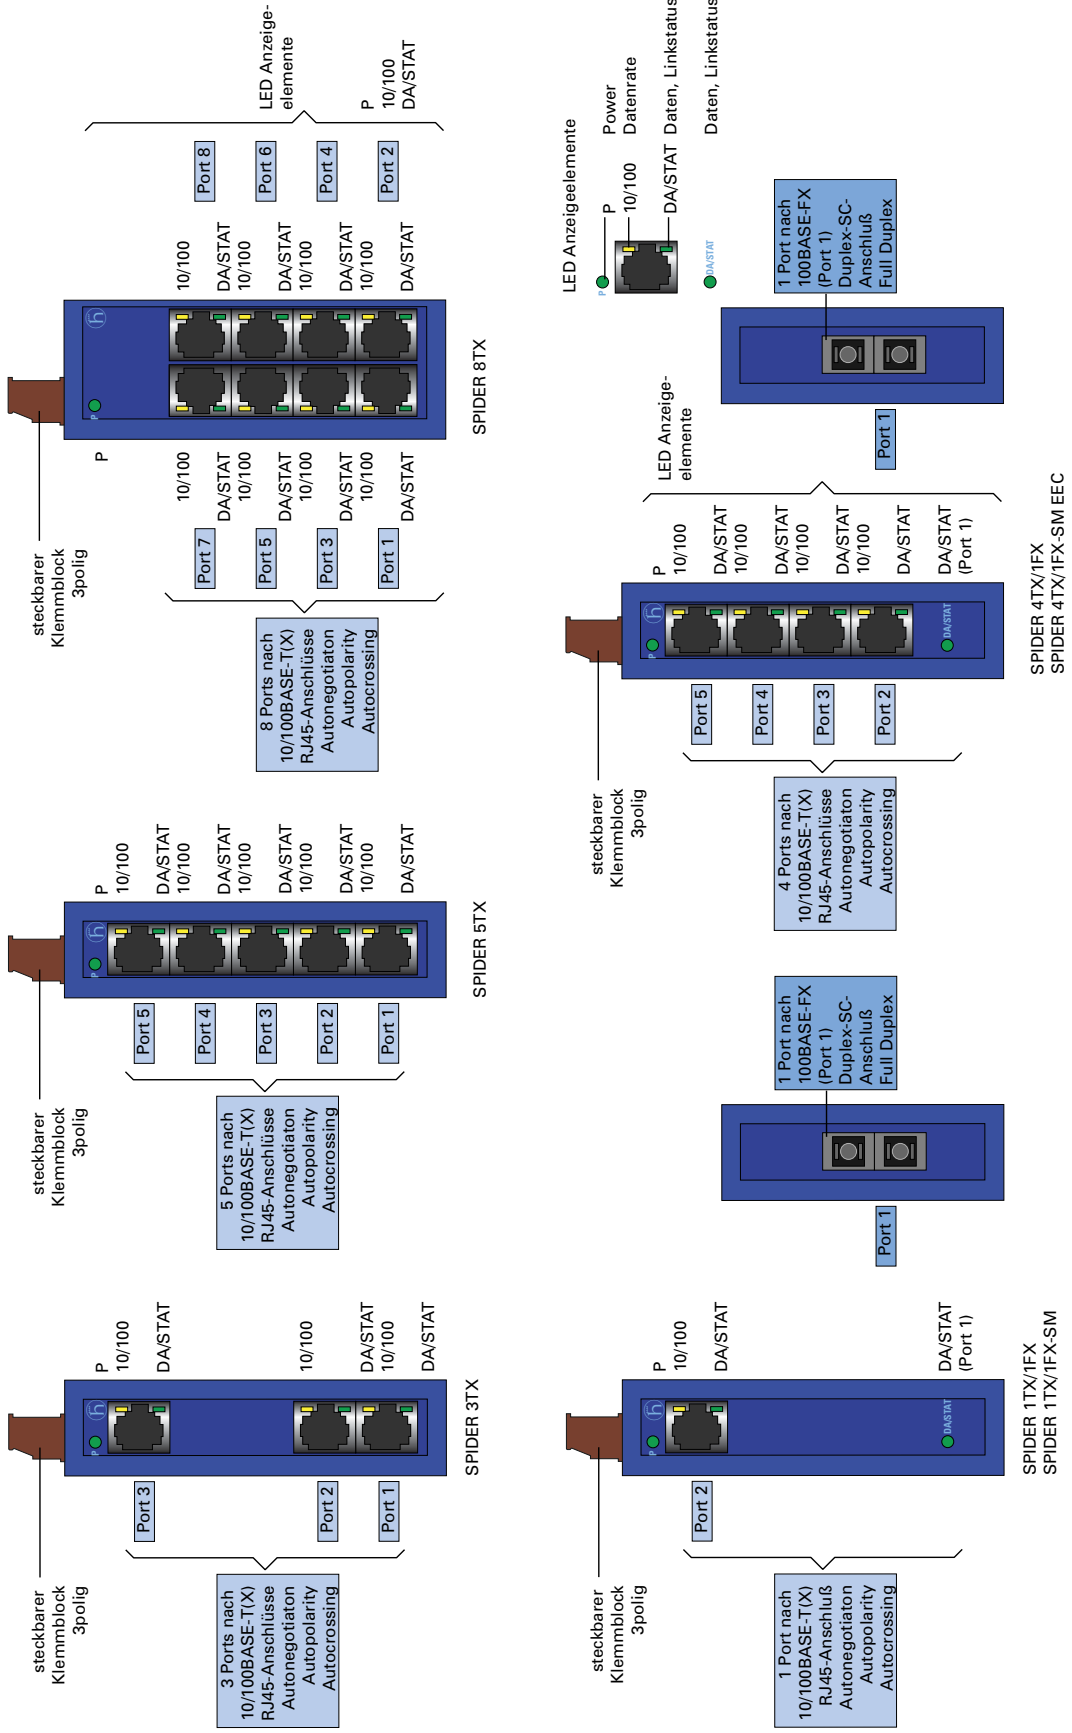 steckbarer
Klemmblock
3polig
3 Ports nach
10/100BASE-T(X)
RJ45-Anschlüsse
Autonegotiaton
Autopolarity
Autocrossing
Port 3
Port 2
Port 1
P
P
10/100
DA/STAT
10/100
DA/STAT
10/100
DA/STAT
SPIDER 3TX
steckbarer
Klemmblock
3polig
5 Ports nach
10/100BASE-T(X)
RJ45-Anschlüsse
Autonegotiaton
Autopolarity
Autocrossing
Port 5
Port 4
Port 3
Port 2
Port 1
P
P
10/100
DA/STAT
10/100
DA/STAT
10/100
DA/STAT
10/100
DA/STAT
10/100
DA/STAT
SPIDER 5TX
steckbarer
Klemmblock
3polig
8 Ports nach
10/100BASE-T(X)
RJ45-Anschlüsse
Autonegotiaton
Autopolarity
Autocrossing
Port 7
Port 5
Port 3
Port 1
P
10/100
DA/STAT
10/100
DA/STAT
10/100
DA/STAT
10/100
DA/STAT
P
10/100
DA/STAT
10/100
DA/STAT
10/100
DA/STAT
10/100
DA/STAT
Port 8
Port 6
Port 4
Port 2
LED Anzeige-
elemente
P
10/100
DA/STAT
SPIDER 8TX
steckbarer
Klemmblock
3polig
1 Port nach
10/100BASE-T(X)
RJ45-Anschluß
Autonegotiaton
Autopolarity
Autocrossing
Port 2
P
DA/STAT
P
10/100
DA/STAT
DA/STAT
(Port 1)
SPIDER 1TX/1FX
SPIDER 1TX/1FX-SM
Port 1
1 Port nach
100BASE-FX
(Port 1)
Duplex-SC-
Anschluß
Full Duplex
steckbarer
Klemmblock
3polig
4 Ports nach
10/100BASE-T(X)
RJ45-Anschlüsse
Autonegotiaton
Autopolarity
Autocrossing
Port 5
Port 4
Port 3
Port 2
P
DA/STAT
P
10/100
DA/STAT
10/100
DA/STAT
10/100
DA/STAT
10/100
DA/STAT
DA/STAT
(Port 1)
LED Anzeige-
elemente
SPIDER 4TX/1FX
SPIDER 4TX/1FX-SM EEC
Port 1
1 Port nach
100BASE-FX
(Port 1)
Duplex-SC-
Anschluß
Full Duplex
LED Anzeigeelemente
P
P Power
10/100 Datenrate
DA/STAT Daten, Linkstatus
DA/STAT
Daten, Linkstatus